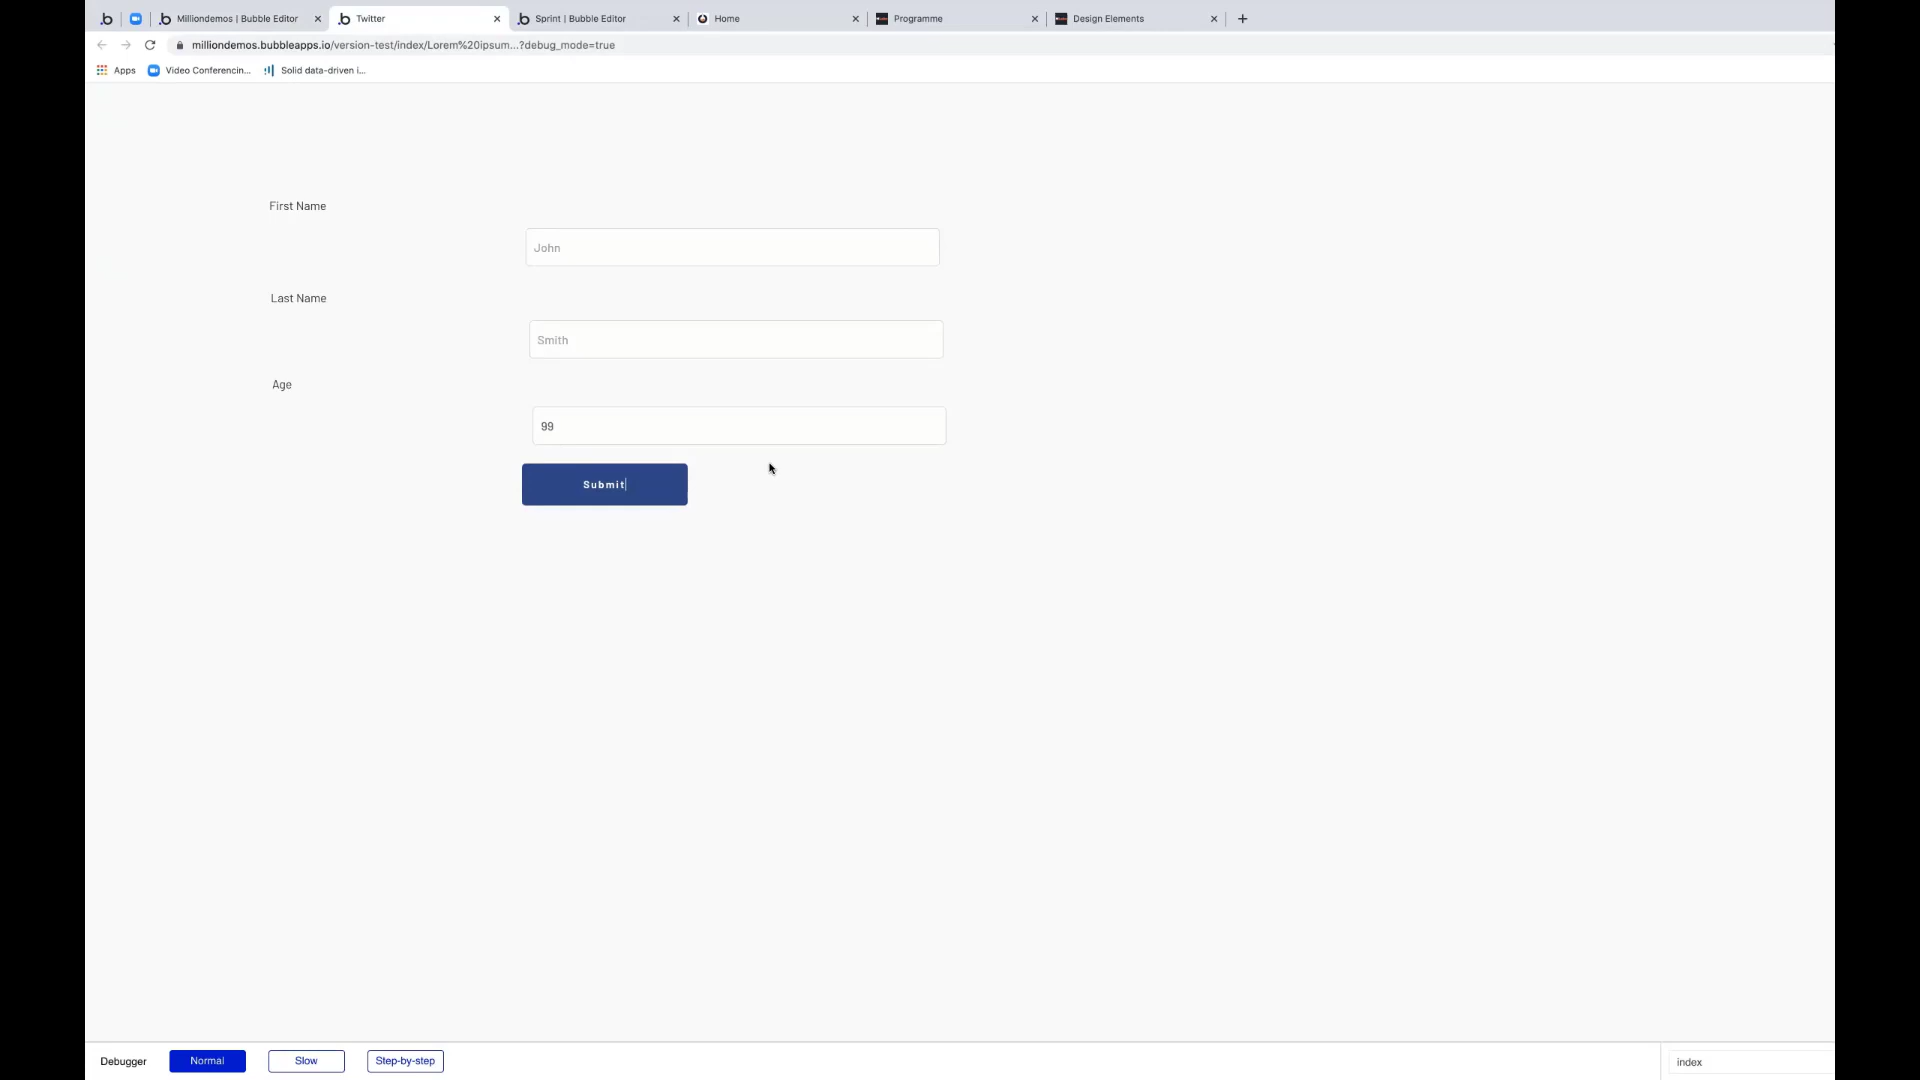 Milliondemos | Bubble Editor
Twitter
Sprint | Bubble Editor
Home
Programme
Design Elements
milliondemos.bubbleapps.io/version-test/index/Lorem%20ipsum...?debug_mode=true
Apps
Video Conferencin...
Solid data-driven i...
First Name
John
Last Name
Smith
Age
99
Submit
Debugger
Normal
Slow
Step-by-step
index